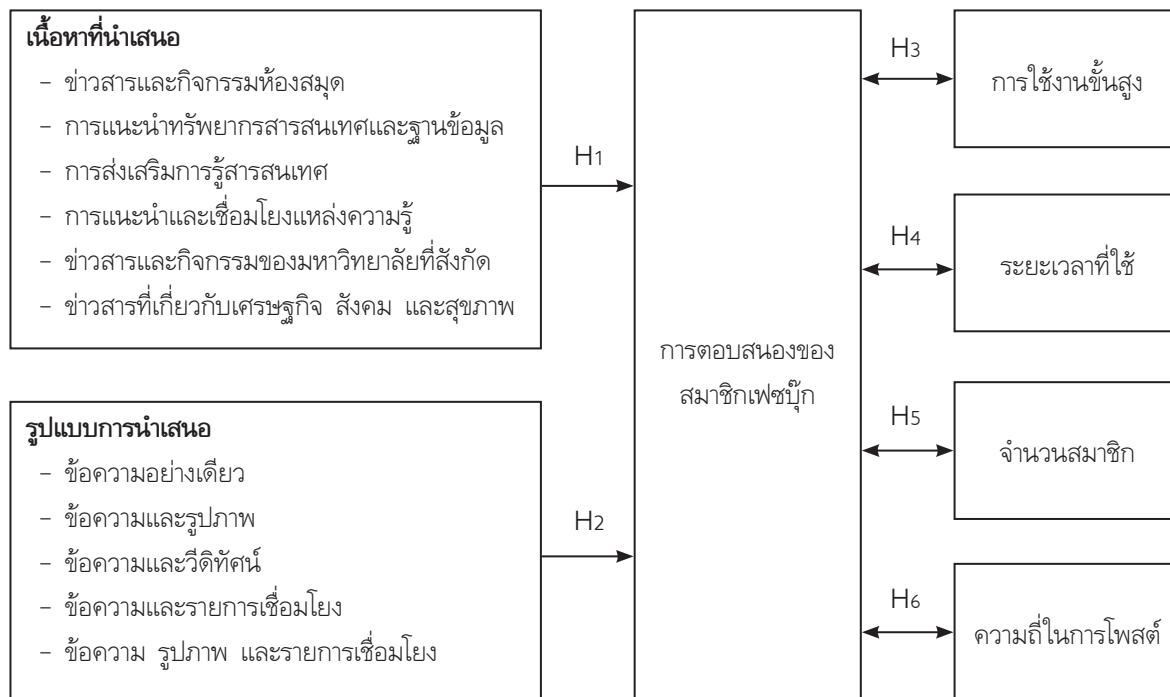 เนื้อหาที่นำเสนอ
- ข่าวสารและกิจกรรมห้องสมุด
- การแนะนำทรัพยากรสารสนเทศและฐานข้อมูล
- การส่งเสริมการรู้สารสนเทศ
- การแนะนำและเชื่อมโยงแหล่งความรู้
- ข่าวสารและกิจกรรมของมหาวิทยาลัยที่สังกัด
- ข่าวสารที่เกี่ยวกับเศรษฐกิจ สังคม และสุขภาพ
H1
รูปแบบการนำเสนอ
- ข้อความอย่างเดียว
- ข้อความและรูปภาพ
- ข้อความและวีดิทัศน์
- ข้อความและรายการเชื่อมโยง
- ข้อความ รูปภาพ และรายการเชื่อมโยง
H2
การตอบสนองของ
สมาชิกเฟซบุ๊ก
H3
การใช้งานขั้นสูง
H4
ระยะเวลาที่ใช้
H5
จำนวนสมาชิก
H6
ความถี่ในการโพสต์